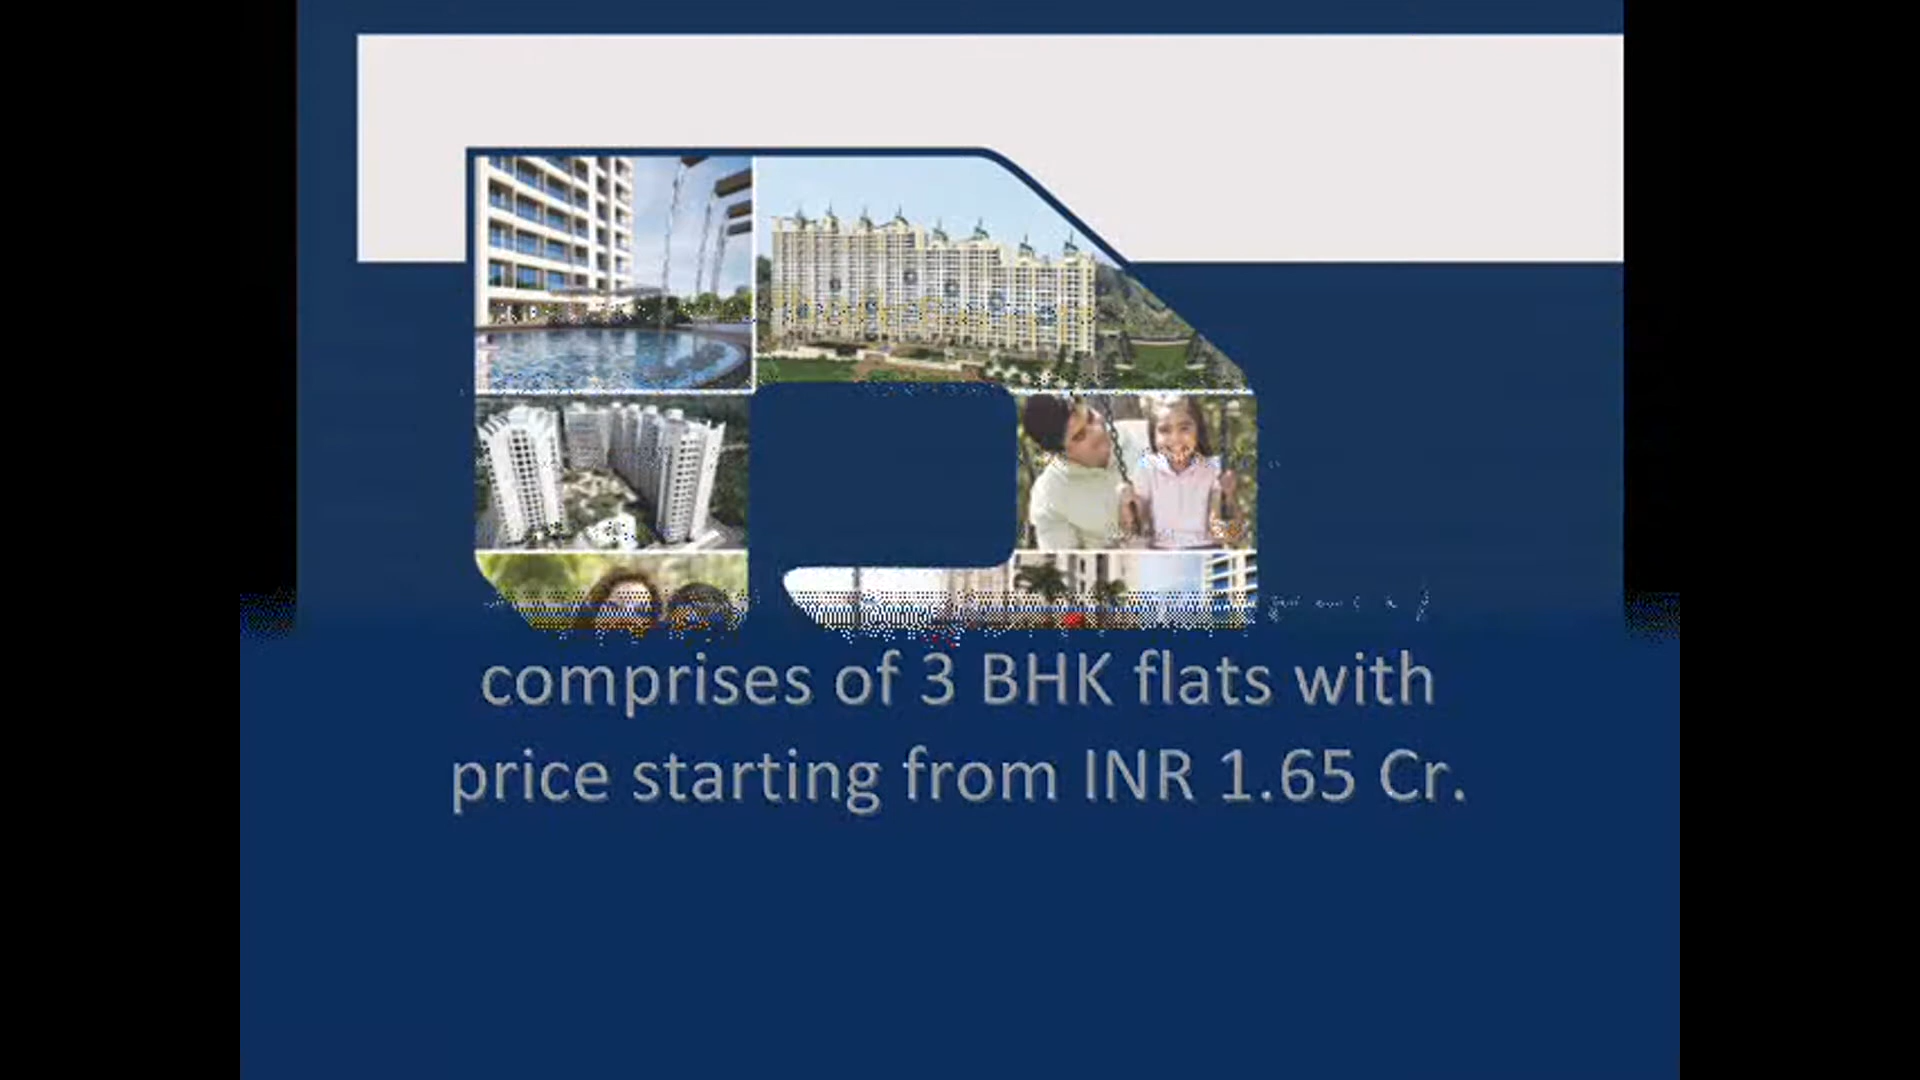 comprises of 3 BHK flats with
price starting from INR 1.65 Cr.